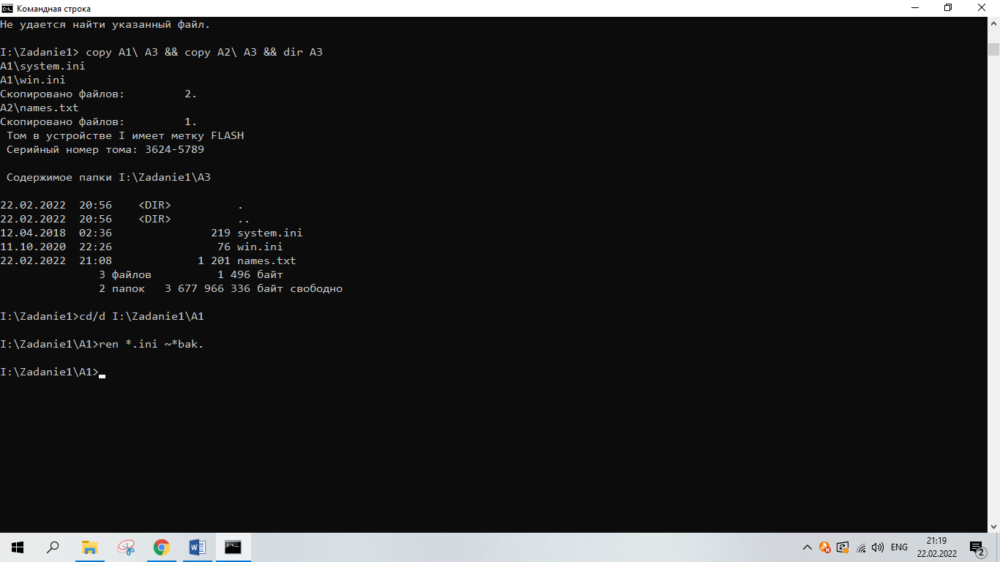 Командная строка
Не удается найти указанный файл.
I:\Zadanie1> copy A1\ A3 && copy A2\ A3 && dir A3
A1\system.ini
A1\win.ini
Скопировано файлов:         2.
A2\names.txt
Скопировано файлов:         1.
Том в устройстве I имеет метку FLASH
Серийный номер тома: 3624-5789
Содержимое папки I:\Zadanie1\A3
22.02.2022  20:56    <DIR>          .
22.02.2022  20:56    <DIR>          ..
12.04.2018  02:36               219 system.ini
11.10.2020  22:26                76 win.ini
22.02.2022  21:08             1 201 names.txt
3 файлов          1 496 байт
2 папок   3 677 966 336 байт свободно
I:\Zadanie1>cd/d I:\Zadanie1\A1
I:\Zadanie1\A1>ren *.ini ~*bak.
I:\Zadanie1\A1>
ENG
21:19
22.02.2022
2